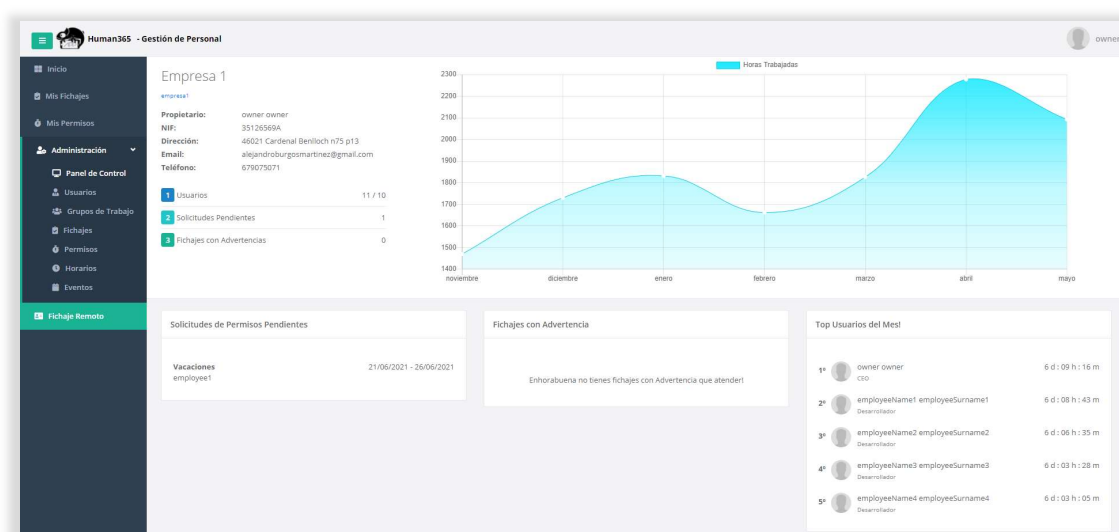 Human365 - Gestión de Personal
owner
Inicio
Mis Fichajes
Mis Permisos
Administración
Panel de Control
Usuarios
Grupos de Trabajo
Fichajes
Permisos
Horarios
Eventos
Fichaje Remoto
Empresa 1
empresa1
Propietario: owner owner
NIF: 35126569A
Dirección: 46021 Cardenal Benlloch n75 p13
Email: alejandroburgosmartinez@gmail.com
Teléfono: 679075071
1 Usuarios 11 / 10
2 Solicitudes Pendientes 1
3 Fichajes con Advertencias 0
Horas Trabajadas
2300
2200
2100
2000
1900
1800
1700
1600
1500
1400
noviembre diciembre enero febrero marzo abril mayo
Solicitudes de Permisos Pendientes
Vacaciones 21/06/2021 - 26/06/2021
employee1
Fichajes con Advertencia
Enhorabuena no tienes fichajes con Advertencia que atender!
Top Usuarios del Mes!
1º owner owner 6 d : 09 h : 16 m
CEO
2º employeeName1 employeeSurname1 6 d : 08 h : 43 m
Desarrollador
3º employeeName2 employeeSurname2 6 d : 06 h : 35 m
Desarrollador
4º employeeName3 employeeSurname3 6 d : 03 h : 28 m
Desarrollador
5º employeeName4 employeeSurname4 6 d : 03 h : 05 m
Desarrollador